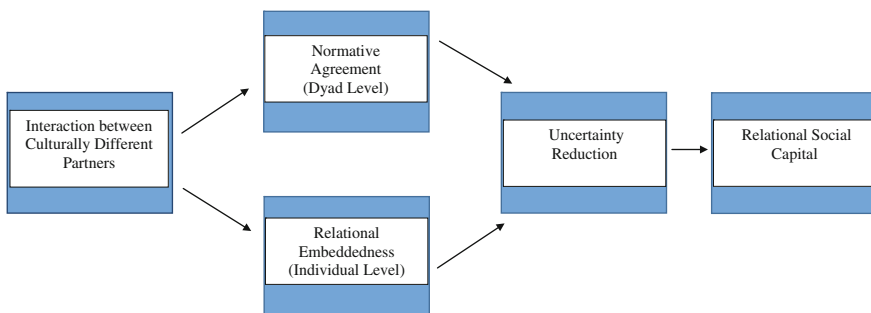 Interaction between
Culturally Different
Partners
Normative
Agreement
(Dyad Level)
Relational
Embeddedness
(Individual Level)
Uncertainty
Reduction
Relational Social
Capital